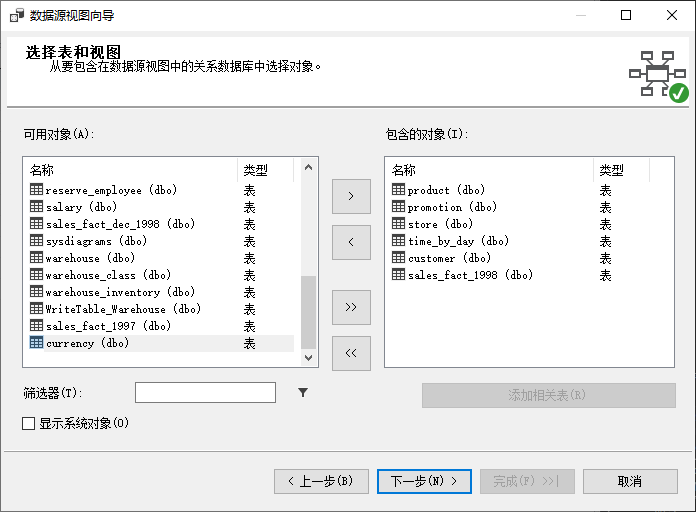 数据源视图向导
选择表和视图
从要包含在数据源视图中的关系数据库中选择对象。
可用对象(A):
名称 类型
reserve_employee (dbo) 表
salary (dbo) 表
sales_fact_dec_1998 (dbo) 表
sysdiagrams (dbo) 表
warehouse (dbo) 表
warehouse_class (dbo) 表
warehouse_inventory (dbo) 表
WriteTable_Warehouse (dbo) 表
sales_fact_1997 (dbo) 表
currency (dbo) 表
>
<
>>
<<
包含的对象(I):
名称 类型
product (dbo) 表
promotion (dbo) 表
store (dbo) 表
time_by_day (dbo) 表
customer (dbo) 表
sales_fact_1998 (dbo) 表
筛选器(T):
添加相关表(R)
显示系统对象(O)
< 上一步(B) 下一步(N) > 完成(F) >>| 取消